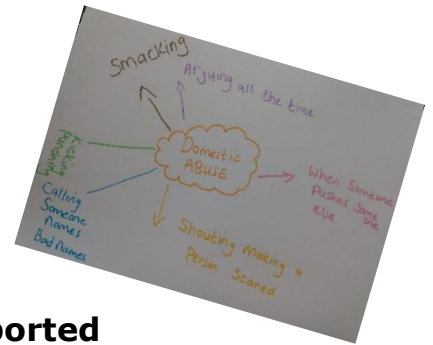 Smacking
Arguing all the time
Domestic
ABUSE
Kicking
Punching
When Someone
Pushes Some one
else
Calling
Someone
Names
Bad Names
Shouting Making a
Person Scared
ported